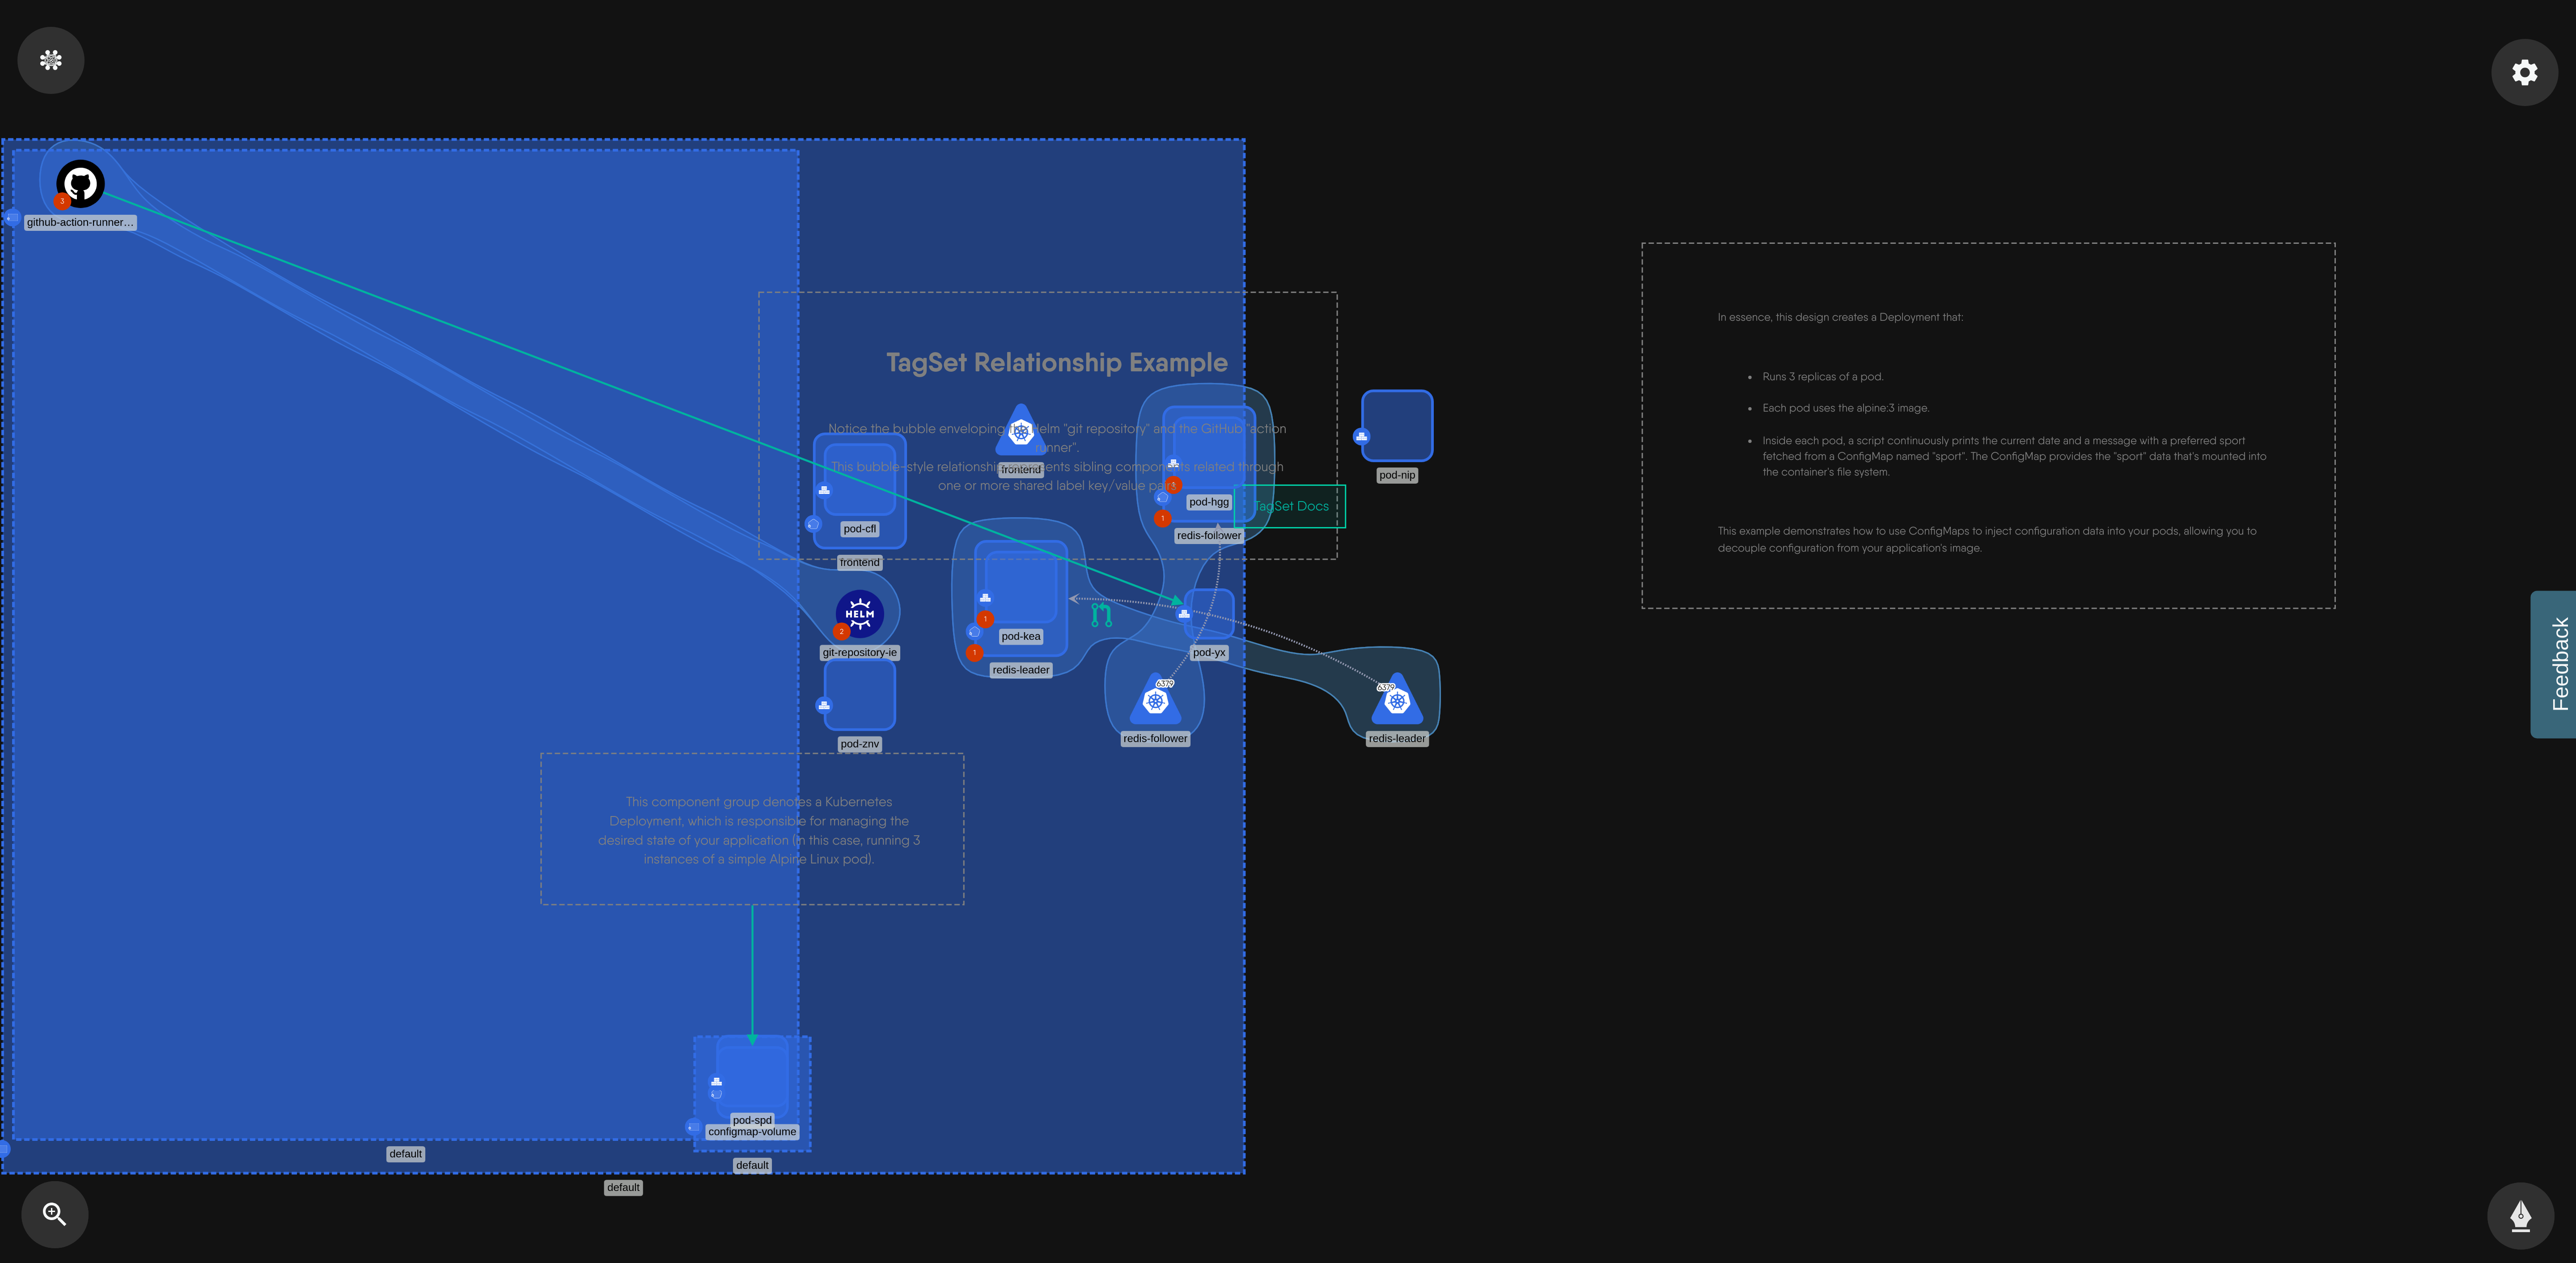 3
github-action-runner...
TagSet Relationship Example
Notice the bubble enveloping Helm "git repository" and the GitHub "action
runner".
This bubble-style relationship sibling components related through
one or more shared label key/value
frontend
pod-cfl
frontend
pod-hgg
1
redis-follower
TagSet Docs
pod-nip
In essence, this design creates a Deployment that:
Runs 3 replicas of a pod.
Each pod uses the alpine:3 image.
Inside each pod, a script continuously prints the current date and a message with a preferred sport
fetched from a ConfigMap named "sport". The ConfigMap provides the "sport" data that's mounted into
the container's file system.
This example demonstrates how to use ConfigMaps to inject configuration data into your pods, allowing you to
decouple configuration from your application's image.
HELM
2
git-repository-ie
1
pod-kea
1
redis-leader
pod-yx
6379
redis-follower
6379
redis-leader
pod-znv
Feedback
This component group denotes a Kubernetes
Deployment, which is responsible for managing the
desired state of your application (in this case, running 3
instances of a simple Alpine Linux pod).
pod-spd
configmap-volume
default
default
default